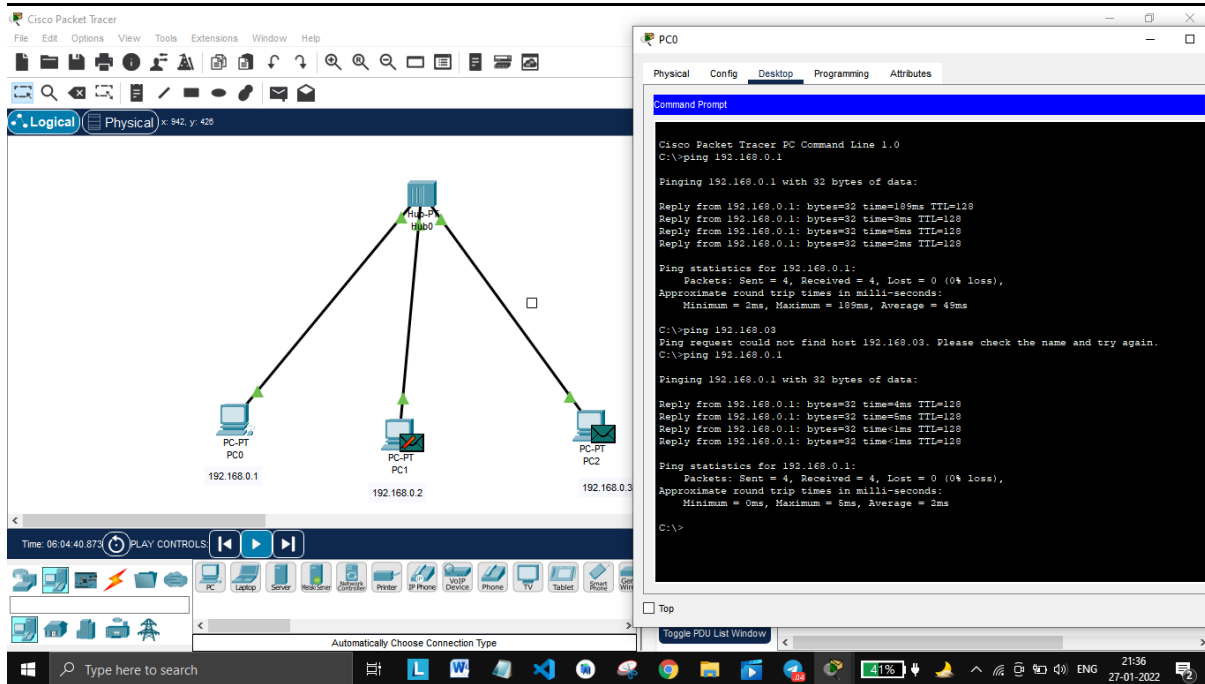 Cisco Packet Tracer
File Edit Options View Tools Extensions Window Help
Logical Physical x: 942, y: 426
Hub-PT
Hub0
PC-PT
PC0
192.168.0.1
PC-PT
PC1
192.168.0.2
PC-PT
PC2
192.168.0.3
Time: 06:04:40.873 PLAY CONTROLS:
PC Laptop Server Printer IP Phone VoIP Device Phone TV Tablet Smart Phone
Automatically Choose Connection Type
PC0
Physical Config Desktop Programming Attributes
Command Prompt
Cisco Packet Tracer PC Command Line 1.0
C:\>ping 192.168.0.1
Pinging 192.168.0.1 with 32 bytes of data:
Reply from 192.168.0.1: bytes=32 time=189ms TTL=128
Reply from 192.168.0.1: bytes=32 time=3ms TTL=128
Reply from 192.168.0.1: bytes=32 time=5ms TTL=128
Reply from 192.168.0.1: bytes=32 time=2ms TTL=128
Ping statistics for 192.168.0.1:
Packets: Sent = 4, Received = 4, Lost = 0 (0% loss),
Approximate round trip times in milli-seconds:
Minimum = 2ms, Maximum = 189ms, Average = 49ms
C:\>ping 192.168.03
Ping request could not find host 192.168.03. Please check the name and try again.
C:\>ping 192.168.0.1
Pinging 192.168.0.1 with 32 bytes of data:
Reply from 192.168.0.1: bytes=32 time=4ms TTL=128
Reply from 192.168.0.1: bytes=32 time=5ms TTL=128
Reply from 192.168.0.1: bytes=32 time<1ms TTL=128
Reply from 192.168.0.1: bytes=32 time<1ms TTL=128
Ping statistics for 192.168.0.1:
Packets: Sent = 4, Received = 4, Lost = 0 (0% loss),
Approximate round trip times in milli-seconds:
Minimum = 0ms, Maximum = 5ms, Average = 2ms
C:\>
Top
Toggle PDU List Window
Type here to search
41%
ENG
21:36
27-01-2022